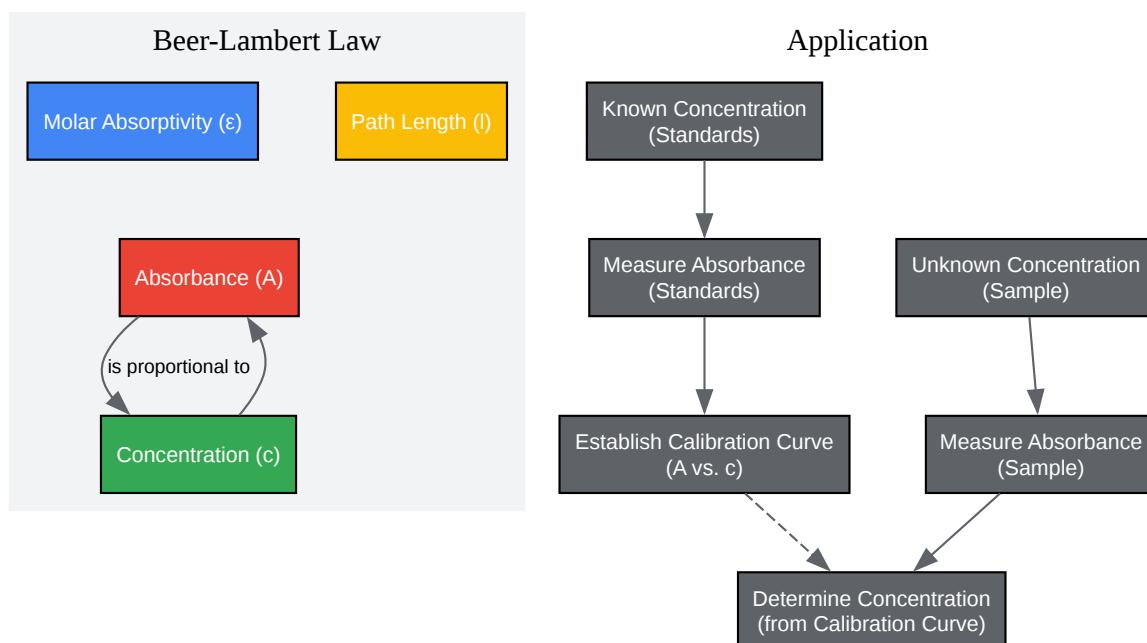 Beer-Lambert Law
Molar Absorptivity (ε)
Path Length (l)
Absorbance (A)
is proportional to
Concentration (c)
Application
Known Concentration
(Standards)
Measure Absorbance
(Standards)
Unknown Concentration
(Sample)
Establish Calibration Curve
(A vs. c)
Measure Absorbance
(Sample)
Determine Concentration
(from Calibration Curve)